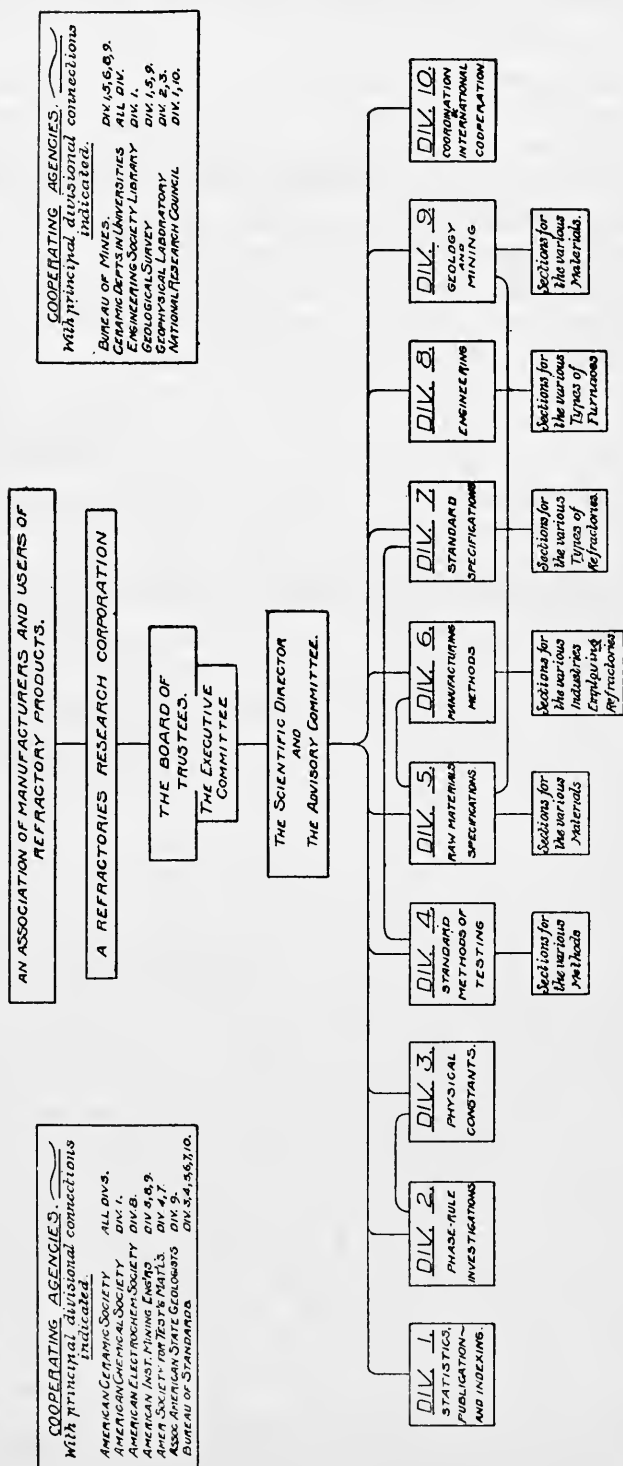 AN ASSOCIATION OF MANUFACTURERS AND USERS OF
REFRACTORY PRODUCTS.
A REFRACTORIES RESEARCH CORPORATION
THE BOARD OF
TRUSTEES.
THE EXECUTIVE
COMMITTEE
THE SCIENTIFIC DIRECTOR
AND
THE ADVISORY COMMITTEE.
COOPERATING AGENCIES.
With principal divisional connections
indicated.
AMERICAN CERAMIC SOCIETY ALL DIVS.
AMERICAN CHEMICAL SOCIETY DIV. 1.
AMERICAN ELECTROCHEM SOCIETY DIV. 8.
AMERICAN INST. MINING ENG'RS DIV 5,8,9.
AMER SOCIETY FOR TEST'G MAT'LS. DIV 4,7.
ASSOC AMERICAN STATE GEOLOGISTS DIV. 9.
BUREAU OF STANDARDS DIV. 3,4,5,6,7,10.
COOPERATING AGENCIES.
With principal divisional connections
indicated.
BUREAU OF MINES. DIV 1,5,6,8,9.
CERAMIC DEPTS. IN UNIVERSITIES ALL DIV.
ENGINEERING SOCIETY LIBRARY DIV. 1.
GEOLOGICAL SURVEY DIV. 1,5,9.
GEOPHYSICAL LABORATORY DIV. 2,3.
NATIONAL RESEARCH COUNCIL DIV. 1,10.
DIV. 1.
STATISTICS,
PUBLICATION~
AND INDEXING.
DIV. 2.
PHASE-RULE
INVESTIGATIONS
DIV. 3.
PHYSICAL
CONSTANTS.
DIV. 4.
STANDARD
METHODS OF
TESTING
Sections for
the various
Methods
DIV. 5.
RAW MATERIALS
SPECIFICATIONS.
Sections for
the various
Materials
DIV. 6.
MANUFACTURING
METHODS
Sections for
the various
Industries
Employing
Refractories
DIV. 7
STANDARD
SPECIFICATIONS
Sections for
the various
Types of
Refractories.
DIV. 8.
ENGINEERING
Sections for
the various
Types of
Furnaces
DIV. 9
GEOLOGY
AND
MINING
Sections for
the various
Materials.
DIV. 10.
COORDINATION
&
INTERNATIONAL
COOPERATION